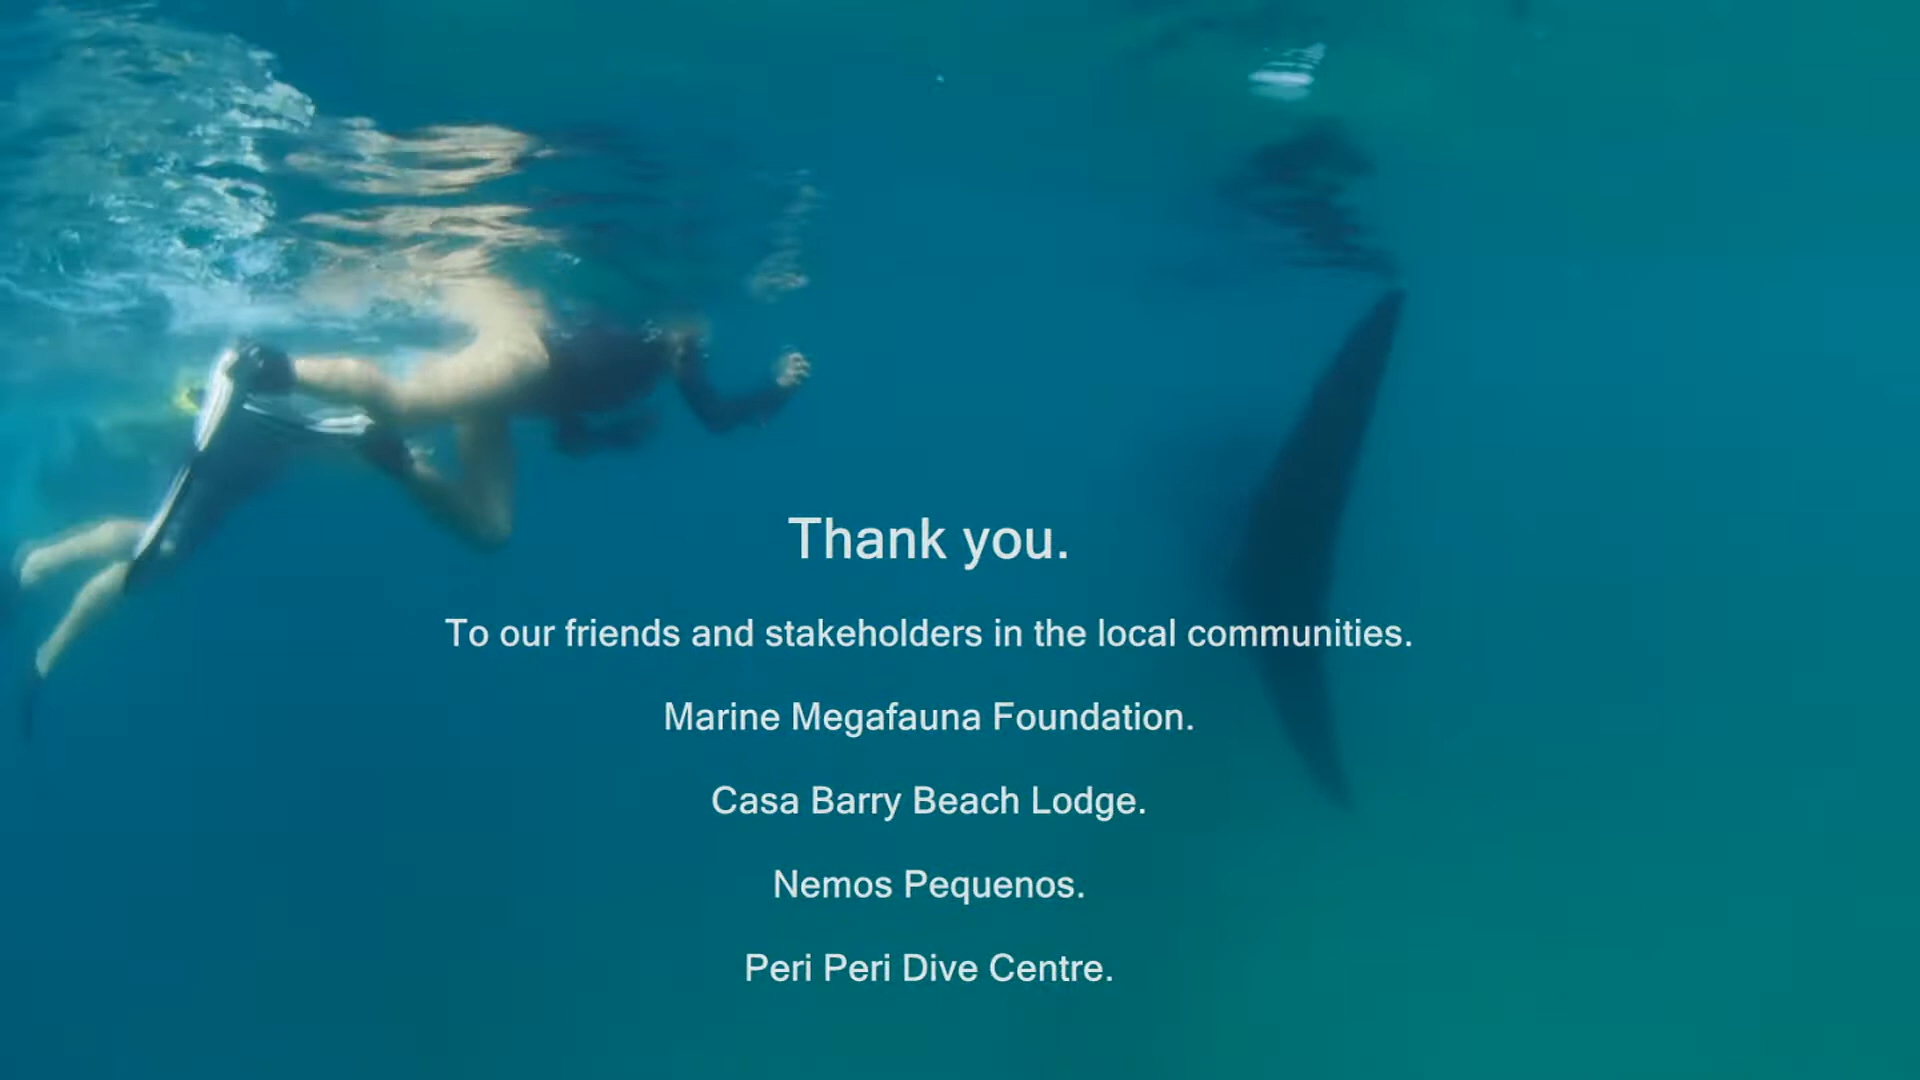 Thank you.
To our friends and stakeholders in the local communities.
Marine Megafauna Foundation.
Casa Barry Beach Lodge.
Nemos Pequenos.
Peri Peri Dive Centre.